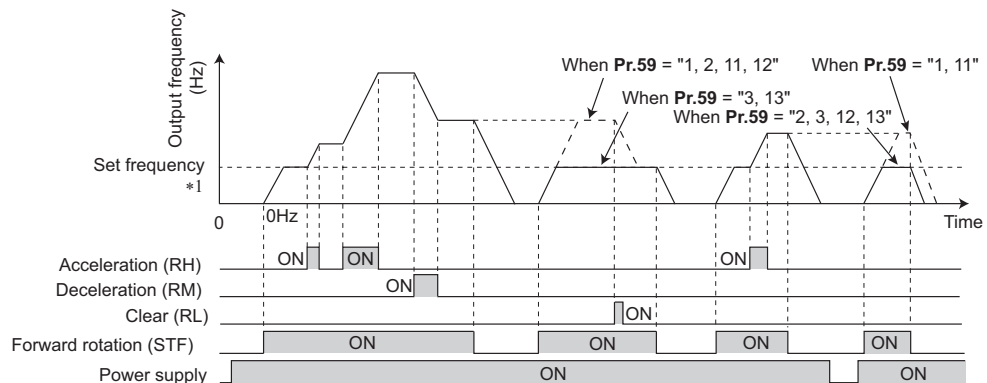 Output frequency
(Hz)
When Pr.59 = "1, 2, 11, 12"
When Pr.59 = "1, 11"
When Pr.59 = "3, 13"
When Pr.59 = "2, 3, 12, 13"
Set frequency
*1
0
0Hz
Time
Acceleration (RH)
ON
ON
ON
Deceleration (RM)
ON
Clear (RL)
ON
Forward rotation (STF)
ON
ON
ON
ON
Power supply
ON
ON